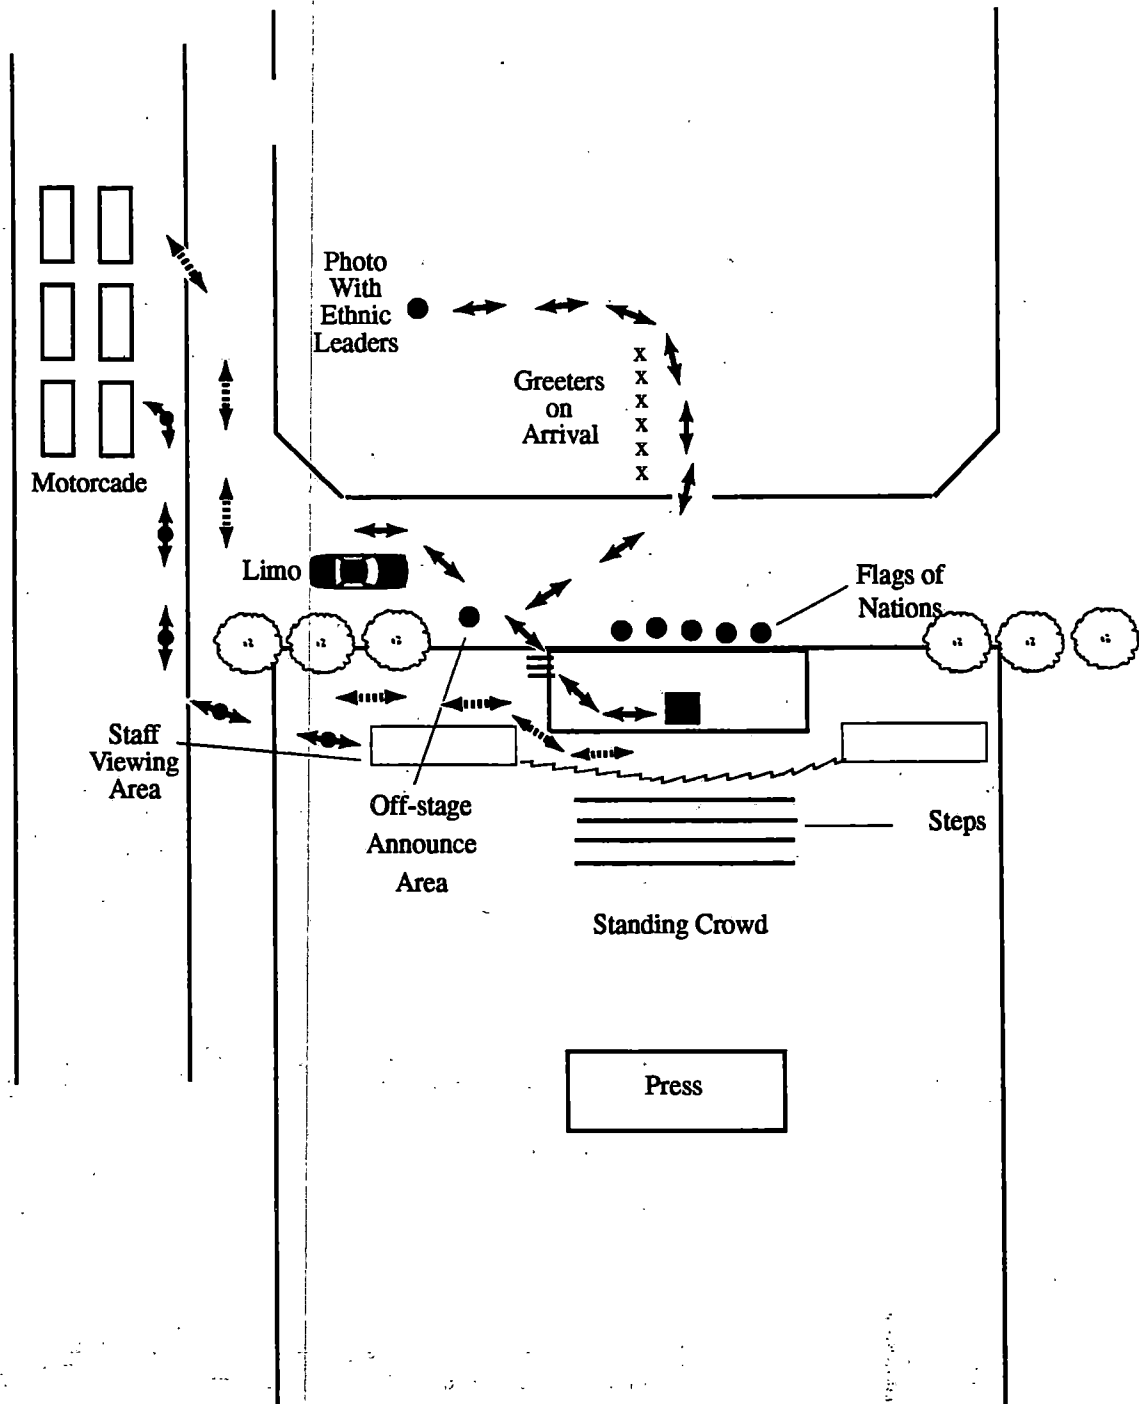 Photo
With
Ethnic
Leaders
Greeters
on
Arrival
x
x
x
x
x
x
Motorcade
Limo
Flags of
Nations
Staff
Viewing
Area
Off-stage
Announce
Area
Steps
Standing Crowd
Press